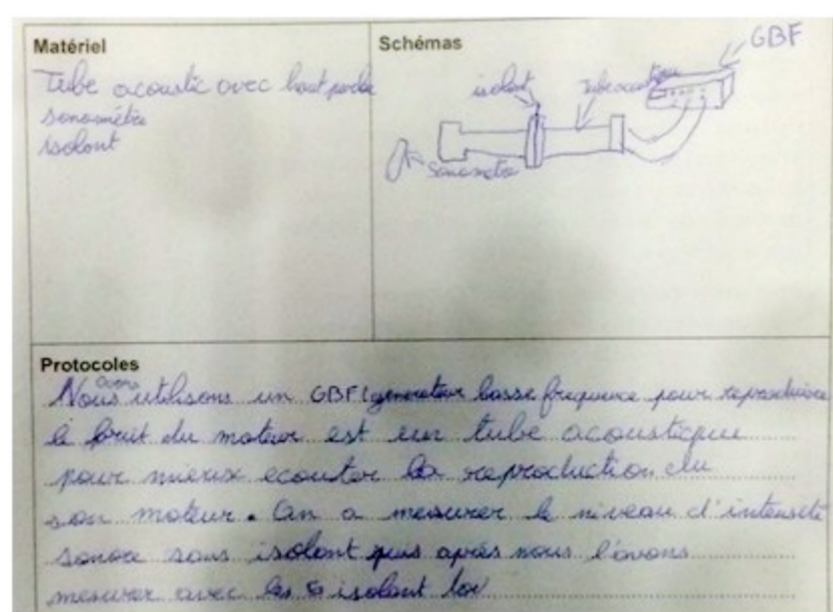 Matériel
Tube acoustic avec haut parle
sonomètre
isolant
Schémas
GBF
isolant
Tube acoustique
Sonomètre
Protocoles
Nous avons utilisons un GBF (generateur basse frequence pour reproduire
le bruit du moteur est un tube acoustique
pour mieux ecouter la reproduction du
son moteur. On a mesurer le niveau d'intensité
sonore sans isolant puis après nous l'avons
mesurer avec les isolant